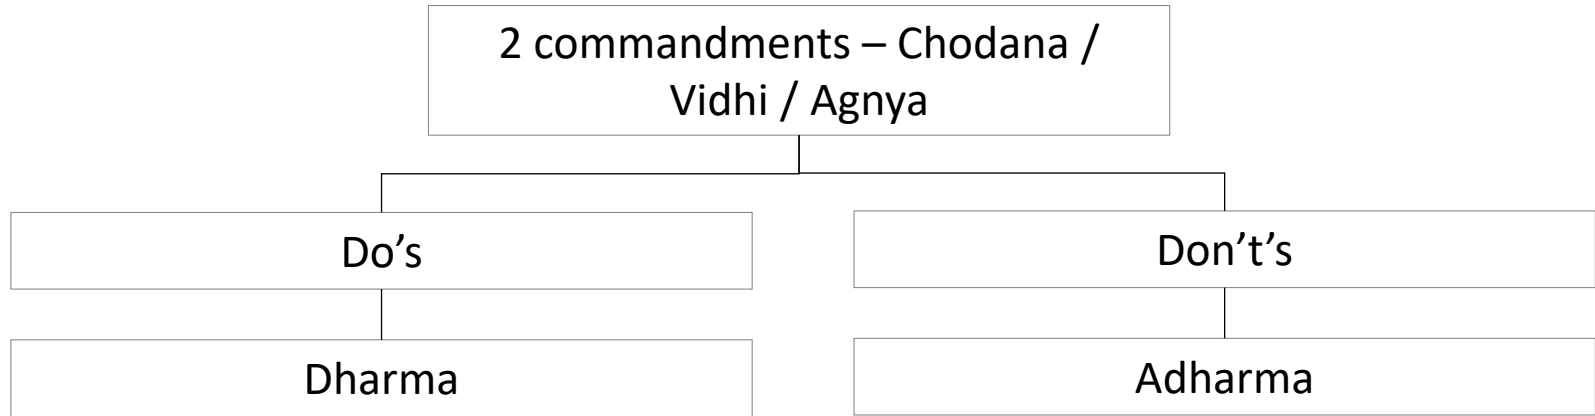 2 commandments – Chodana /
Vidhi / Agnya
Do’s
Don’t’s
Dharma
Adharma